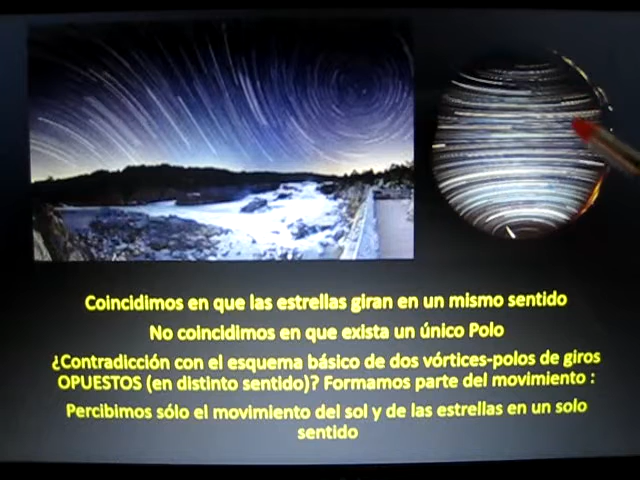 Coincidimos en que las estrellas giran en un mismo sentido
No coincidimos en que exista un único Polo
¿Contradicción con el esquema básico de dos vórtices-polos de giros
OPUESTOS (en distinto sentido)? Formamos parte del movimiento :
Percibimos sólo el movimiento del sol y de las estrellas en un solo
sentido